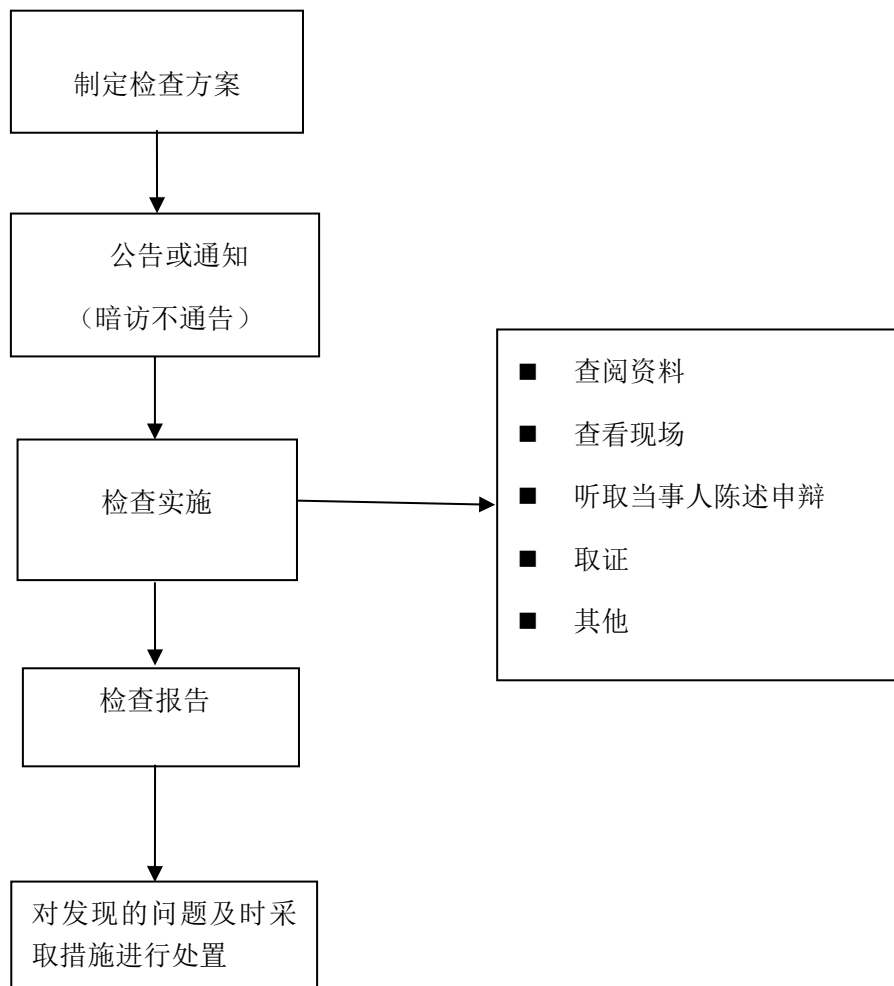 制定检查方案
公告或通知
（暗访不通告）
检查实施
■ 查阅资料
■ 查看现场
■ 听取当事人陈述申辩
■ 取证
■ 其他
检查报告
对发现的问题及时采
取措施进行处置